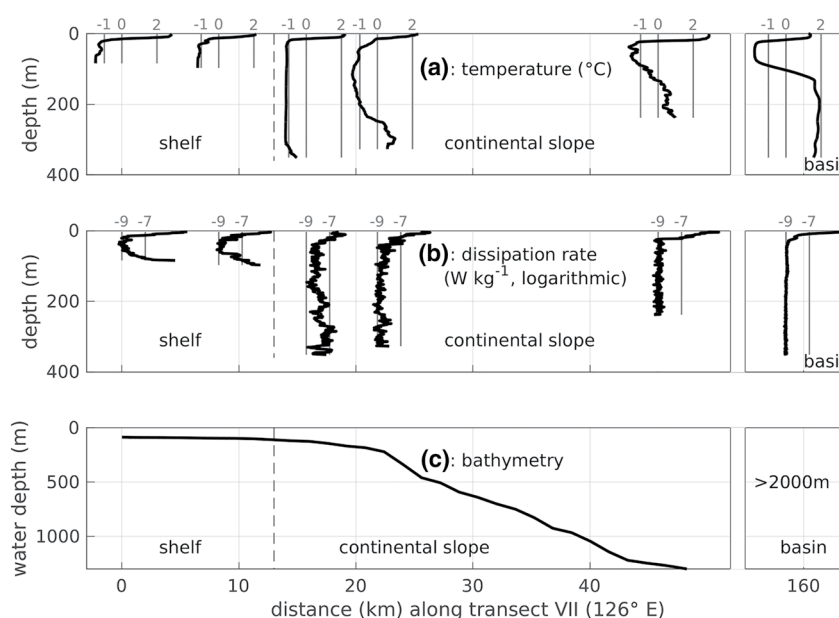 -1 0 2 -1 0 2 -1 0 2 -1 0 2 -1 0 2 -1 0 2
0
200
400
depth (m)
(a): temperature (°C)
shelf
continental slope
basi
-9 -7 -9 -7 -9 -7 -9 -7 -9 -7 -9 -7
0
200
400
depth (m)
(b): dissipation rate
(W kg-1, logarithmic)
shelf
continental slope
basi
0
500
1000
water depth (m)
(c): bathymetry
>2000m
shelf
continental slope
basin
0 10 20 30 40 160
distance (km) along transect VII (126° E)